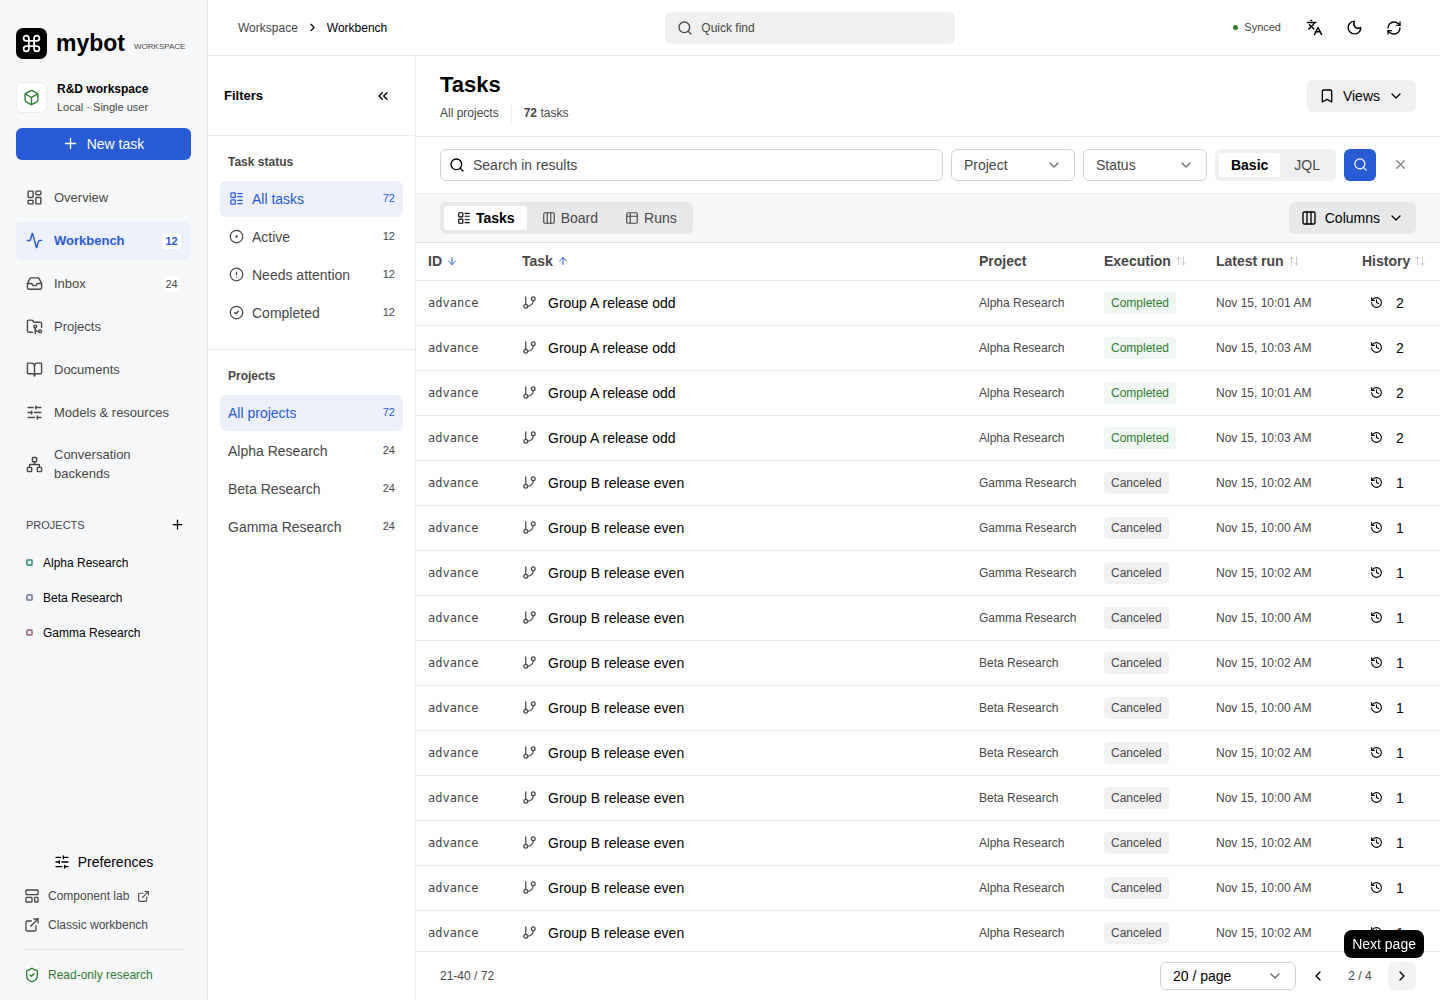 mybot WORKSPACE
R&D workspace
Local · Single user
New task
Overview
Workbench 12
Inbox 24
Projects
Documents
Models & resources
Conversation
backends
PROJECTS
Alpha Research
Beta Research
Gamma Research
Preferences
Component lab
Classic workbench
Read-only research
Workspace Workbench
Quick find
Synced
Filters
Task status
All tasks 72
Active 12
Needs attention 12
Completed 12
Projects
All projects 72
Alpha Research 24
Beta Research 24
Gamma Research 24
Tasks
All projects 72 tasks
Views
Search in results
Project
Status
Basic JQL
Tasks Board Runs
Columns
ID Task Project Execution Latest run History
advance Group A release odd Alpha Research Completed Nov 15, 10:01 AM 2
advance Group A release odd Alpha Research Completed Nov 15, 10:03 AM 2
advance Group A release odd Alpha Research Completed Nov 15, 10:01 AM 2
advance Group A release odd Alpha Research Completed Nov 15, 10:03 AM 2
advance Group B release even Gamma Research Canceled Nov 15, 10:02 AM 1
advance Group B release even Gamma Research Canceled Nov 15, 10:00 AM 1
advance Group B release even Gamma Research Canceled Nov 15, 10:02 AM 1
advance Group B release even Gamma Research Canceled Nov 15, 10:00 AM 1
advance Group B release even Beta Research Canceled Nov 15, 10:02 AM 1
advance Group B release even Beta Research Canceled Nov 15, 10:00 AM 1
advance Group B release even Beta Research Canceled Nov 15, 10:02 AM 1
advance Group B release even Beta Research Canceled Nov 15, 10:00 AM 1
advance Group B release even Alpha Research Canceled Nov 15, 10:02 AM 1
advance Group B release even Alpha Research Canceled Nov 15, 10:00 AM 1
advance Group B release even Alpha Research Canceled Nov 15, 10:02 AM
Next page
21-40 / 72
20 / page
2 / 4